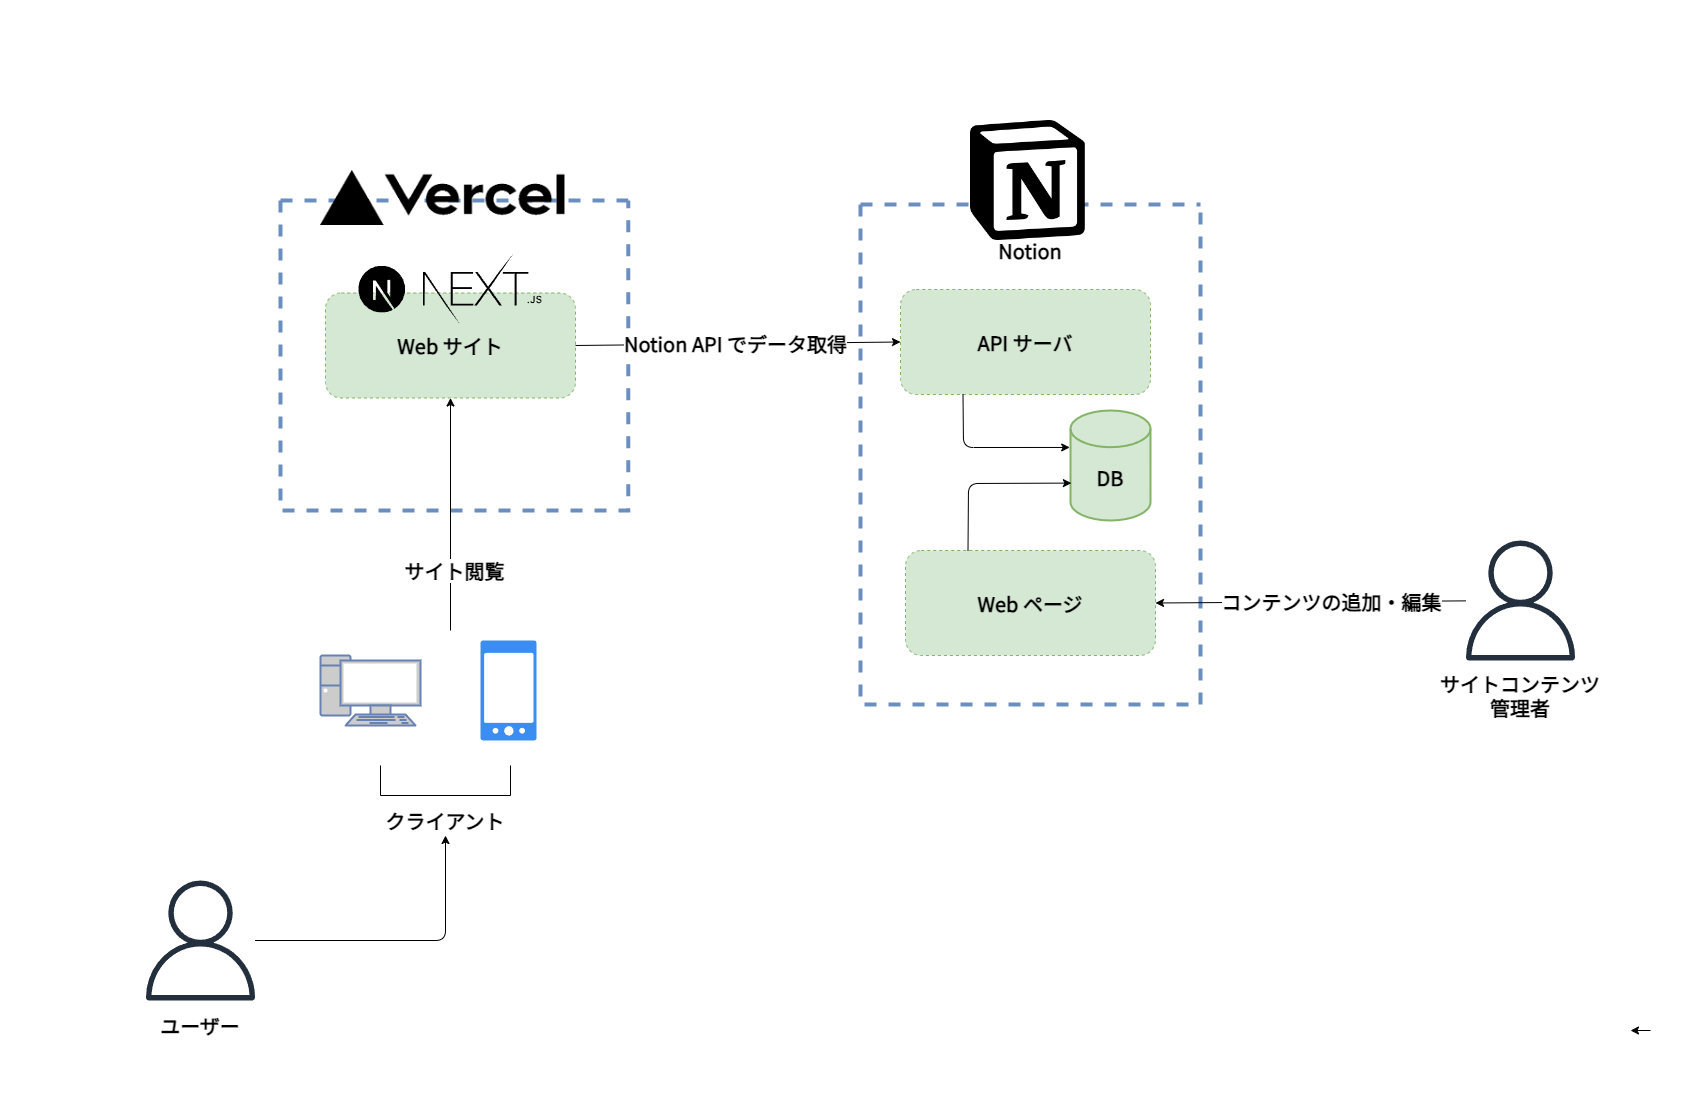 Vercel
Notion
NEXT.JS
Web サイト
Notion API でデータ取得
API サーバ
DB
サイト閲覧
Web ページ
コンテンツの追加・編集
サイトコンテンツ
管理者
クライアント
ユーザー